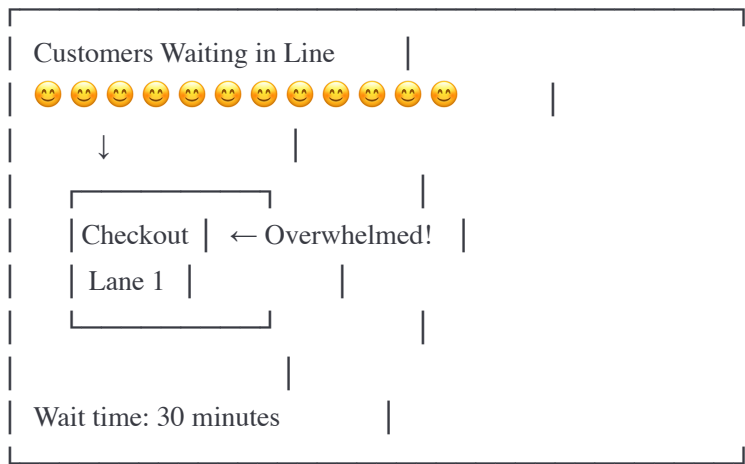 Customers Waiting in Line
😊 😊 😊 😊 😊 😊 😊 😊 😊 😊 😊 😊
↓
Checkout ← Overwhelmed!
Lane 1
Wait time: 30 minutes